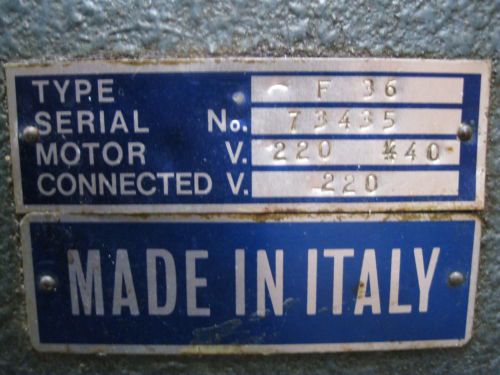 TYPE F 36
SERIAL No. 73435
MOTOR V. 220 440
CONNECTED V. 220
MADE IN ITALY